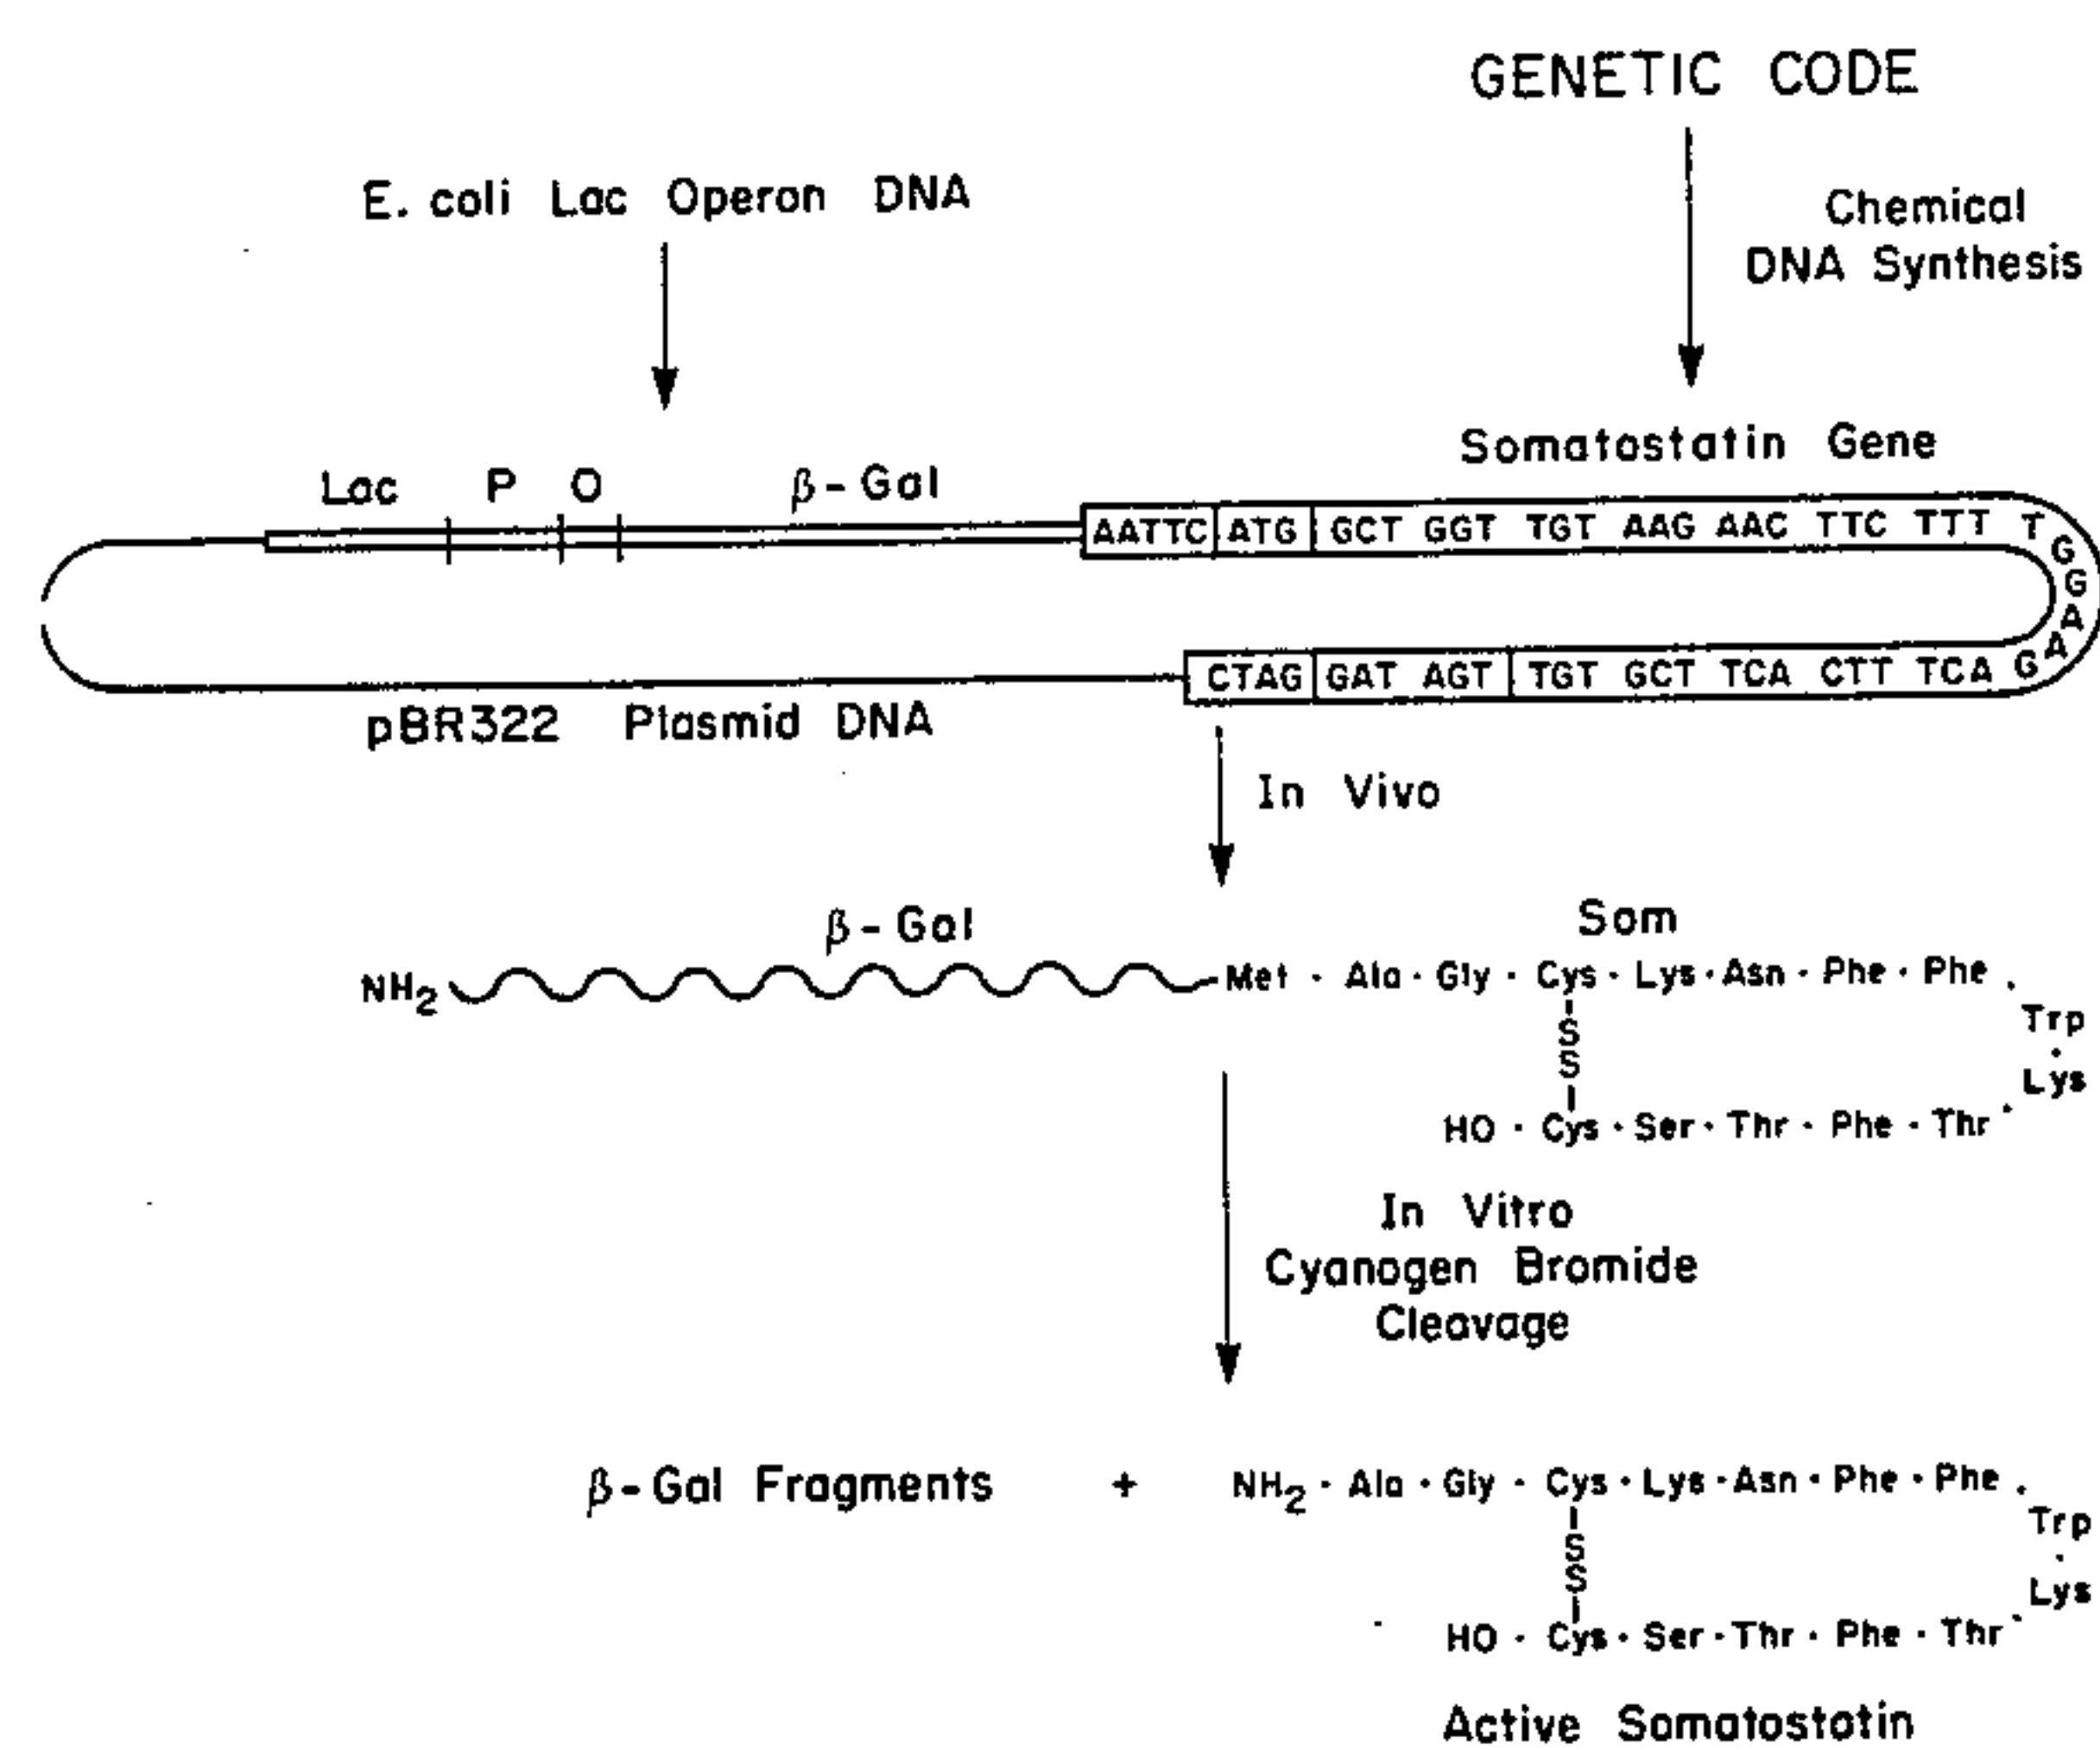 GENETIC CODE
E. coli Lac Operon DNA
Chemical
DNA Synthesis
Somatostatin Gene
Lac P O β-Gal
AATTC ATG GCT GGT TGT AAG AAC TTC TTT T
G
G
A
A
CTAG GAT AGT TGT GCT TCA CTT TCA G
pBR322 Plasmid DNA
In Vivo
β-Gal Som
NH2 -Met · Ala · Gly · Cys · Lys · Asn · Phe · Phe ·
Trp
·
Lys
S
S
HO · Cys · Ser · Thr · Phe · Thr ·
In Vitro
Cyanogen Bromide
Cleavage
β-Gal Fragments + NH2 · Ala · Gly · Cys · Lys · Asn · Phe · Phe ·
Trp
·
Lys
S
S
HO · Cys · Ser · Thr · Phe · Thr ·
Active Somatostatin